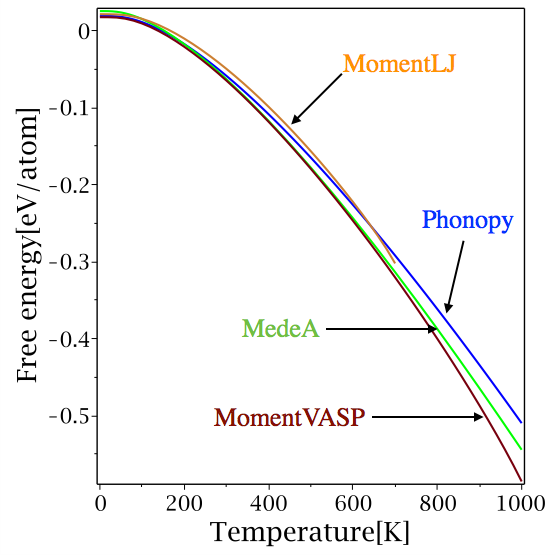 0
-0.1
-0.2
-0.3
-0.4
-0.5
Free energy[eV/atom]
MomentLJ
Phonopy
MedeA
MomentVASP
0 200 400 600 800 1000
Temperature[K]